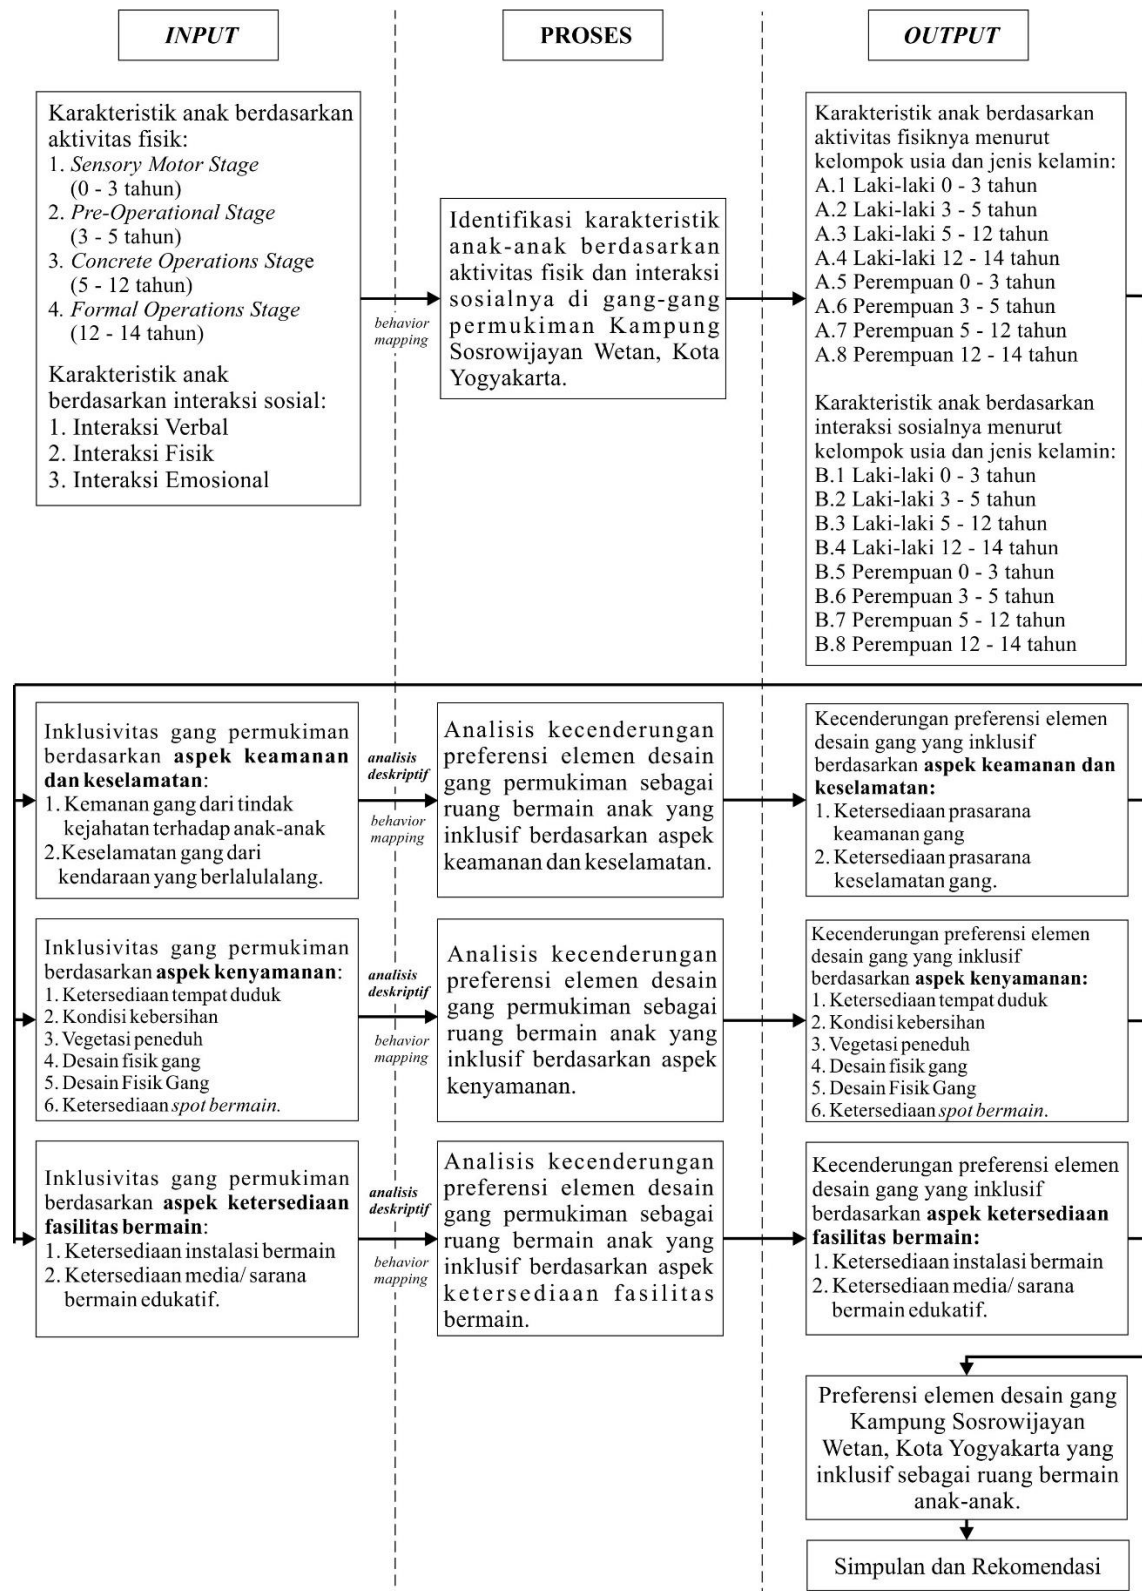 INPUT
PROSES
OUTPUT
Karakteristik anak berdasarkan
aktivitas fisik:
1. Sensory Motor Stage
(0 - 3 tahun)
2. Pre-Operational Stage
(3 - 5 tahun)
3. Concrete Operations Stage
(5 - 12 tahun)
4. Formal Operations Stage
(12 - 14 tahun)
Karakteristik anak
berdasarkan interaksi sosial:
1. Interaksi Verbal
2. Interaksi Fisik
3. Interaksi Emosional
behavior
mapping
Identifikasi karakteristik
anak-anak berdasarkan
aktivitas fisik dan interaksi
sosialnya di gang-gang
permukiman Kampung
Sosrowijayan Wetan, Kota
Yogyakarta.
Karakteristik anak berdasarkan
aktivitas fisiknya menurut
kelompok usia dan jenis kelamin:
A.1 Laki-laki 0 - 3 tahun
A.2 Laki-laki 3 - 5 tahun
A.3 Laki-laki 5 - 12 tahun
A.4 Laki-laki 12 - 14 tahun
A.5 Perempuan 0 - 3 tahun
A.6 Perempuan 3 - 5 tahun
A.7 Perempuan 5 - 12 tahun
A.8 Perempuan 12 - 14 tahun
Karakteristik anak berdasarkan
interaksi sosialnya menurut
kelompok usia dan jenis kelamin:
B.1 Laki-laki 0 - 3 tahun
B.2 Laki-laki 3 - 5 tahun
B.3 Laki-laki 5 - 12 tahun
B.4 Laki-laki 12 - 14 tahun
B.5 Perempuan 0 - 3 tahun
B.6 Perempuan 3 - 5 tahun
B.7 Perempuan 5 - 12 tahun
B.8 Perempuan 12 - 14 tahun
Inklusivitas gang permukiman
berdasarkan aspek keamanan
dan keselamatan:
1. Kemanan gang dari tindak
kejahatan terhadap anak-anak
2. Keselamatan gang dari
kendaraan yang berlalulalang.
analisis
deskriptif
behavior
mapping
Analisis kecenderungan
preferensi elemen desain
gang permukiman sebagai
ruang bermain anak yang
inklusif berdasarkan aspek
keamanan dan keselamatan.
Kecenderungan preferensi elemen
desain gang yang inklusif
berdasarkan aspek keamanan dan
keselamatan:
1. Ketersediaan prasarana
keamanan gang
2. Ketersediaan prasarana
keselamatan gang.
Inklusivitas gang permukiman
berdasarkan aspek kenyamanan:
1. Ketersediaan tempat duduk
2. Kondisi kebersihan
3. Vegetasi peneduh
4. Desain fisik gang
5. Desain Fisik Gang
6. Ketersediaan spot bermain.
analisis
deskriptif
behavior
mapping
Analisis kecenderungan
preferensi elemen desain
gang permukiman sebagai
ruang bermain anak yang
inklusif berdasarkan aspek
kenyamanan.
Kecenderungan preferensi elemen
desain gang yang inklusif
berdasarkan aspek kenyamanan:
1. Ketersediaan tempat duduk
2. Kondisi kebersihan
3. Vegetasi peneduh
4. Desain fisik gang
5. Desain Fisik Gang
6. Ketersediaan spot bermain.
Inklusivitas gang permukiman
berdasarkan aspek ketersediaan
fasilitas bermain:
1. Ketersediaan instalasi bermain
2. Ketersediaan media/ sarana
bermain edukatif.
analisis
deskriptif
behavior
mapping
Analisis kecenderungan
preferensi elemen desain
gang permukiman sebagai
ruang bermain anak yang
inklusif berdasarkan aspek
ketersediaan fasilitas
bermain.
Kecenderungan preferensi elemen
desain gang yang inklusif
berdasarkan aspek ketersediaan
fasilitas bermain:
1. Ketersediaan instalasi bermain
2. Ketersediaan media/ sarana
bermain edukatif.
Preferensi elemen desain gang
Kampung Sosrowijayan
Wetan, Kota Yogyakarta yang
inklusif sebagai ruang bermain
anak-anak.
Simpulan dan Rekomendasi